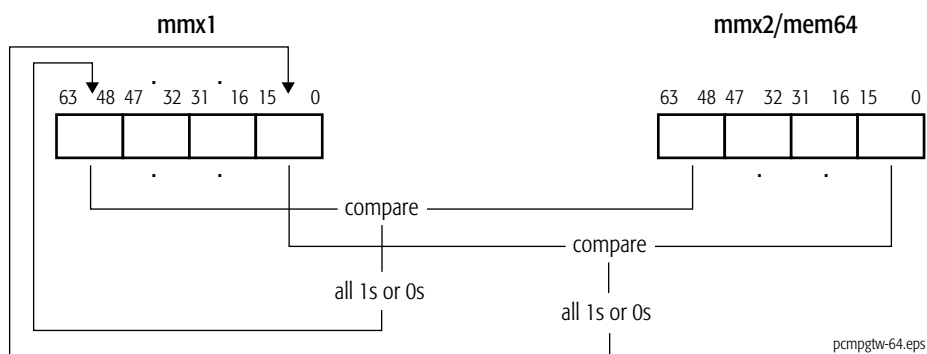 mmx1 mmx2/mem64
. .
63 48 47 32 31 16 15 0 63 48 47 32 31 16 15 0
. . . .
compare
compare
all 1s or 0s
all 1s or 0s
pcmpgtw-64.eps